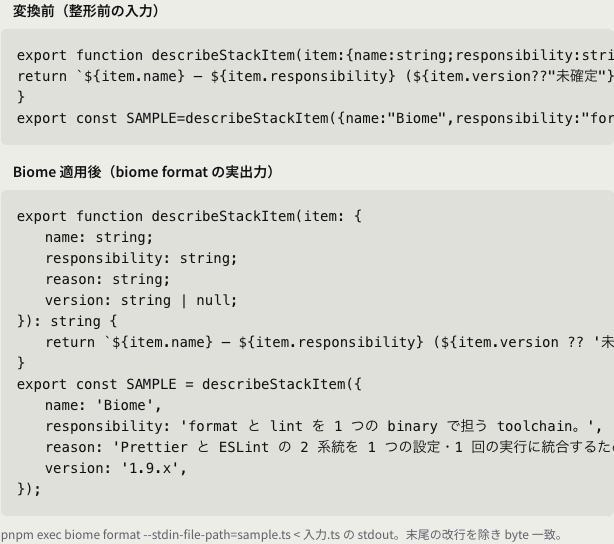 変換前（整形前の入力）
export function describeStackItem(item:{name:string;responsibility:stri
return `${item.name} — ${item.responsibility} (${item.version??"未確定"}
}
export const SAMPLE=describeStackItem({name:"Biome",responsibility:"for
Biome 適用後（biome format の実出力）
export function describeStackItem(item: {
name: string;
responsibility: string;
reason: string;
version: string | null;
}): string {
return `${item.name} — ${item.responsibility} (${item.version ?? '未
}
export const SAMPLE = describeStackItem({
name: 'Biome',
responsibility: 'format と lint を 1 つの binary で担う toolchain。',
reason: 'Prettier と ESLint の 2 系統を 1 つの設定・1 回の実行に統合するた
version: '1.9.x',
});
pnpm exec biome format --stdin-file-path=sample.ts < 入力.ts の stdout。末尾の改行を除き byte 一致。